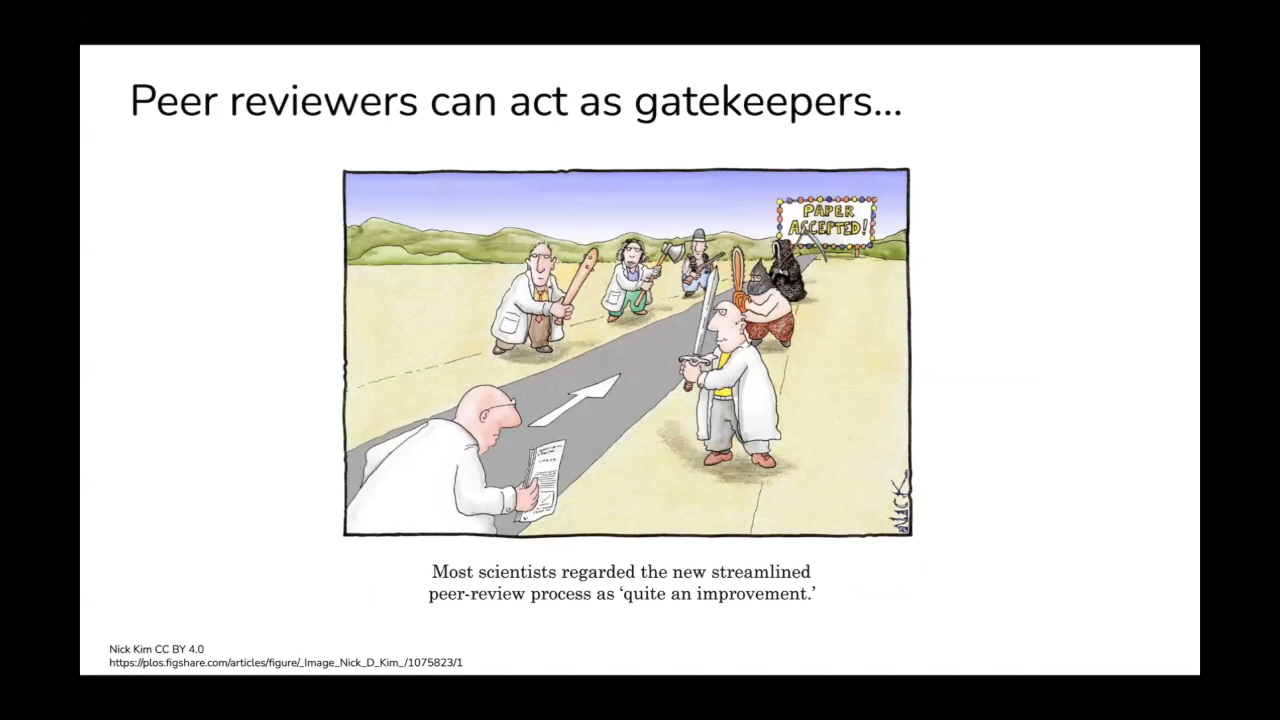 Peer reviewers can act as gatekeepers...
PAPER
ACCEPTED!
NICK
Most scientists regarded the new streamlined
peer-review process as ‘quite an improvement.’
Nick Kim CC BY 4.0
https://plos.figshare.com/articles/figure/_Image_Nick_D_Kim_/1075823/1